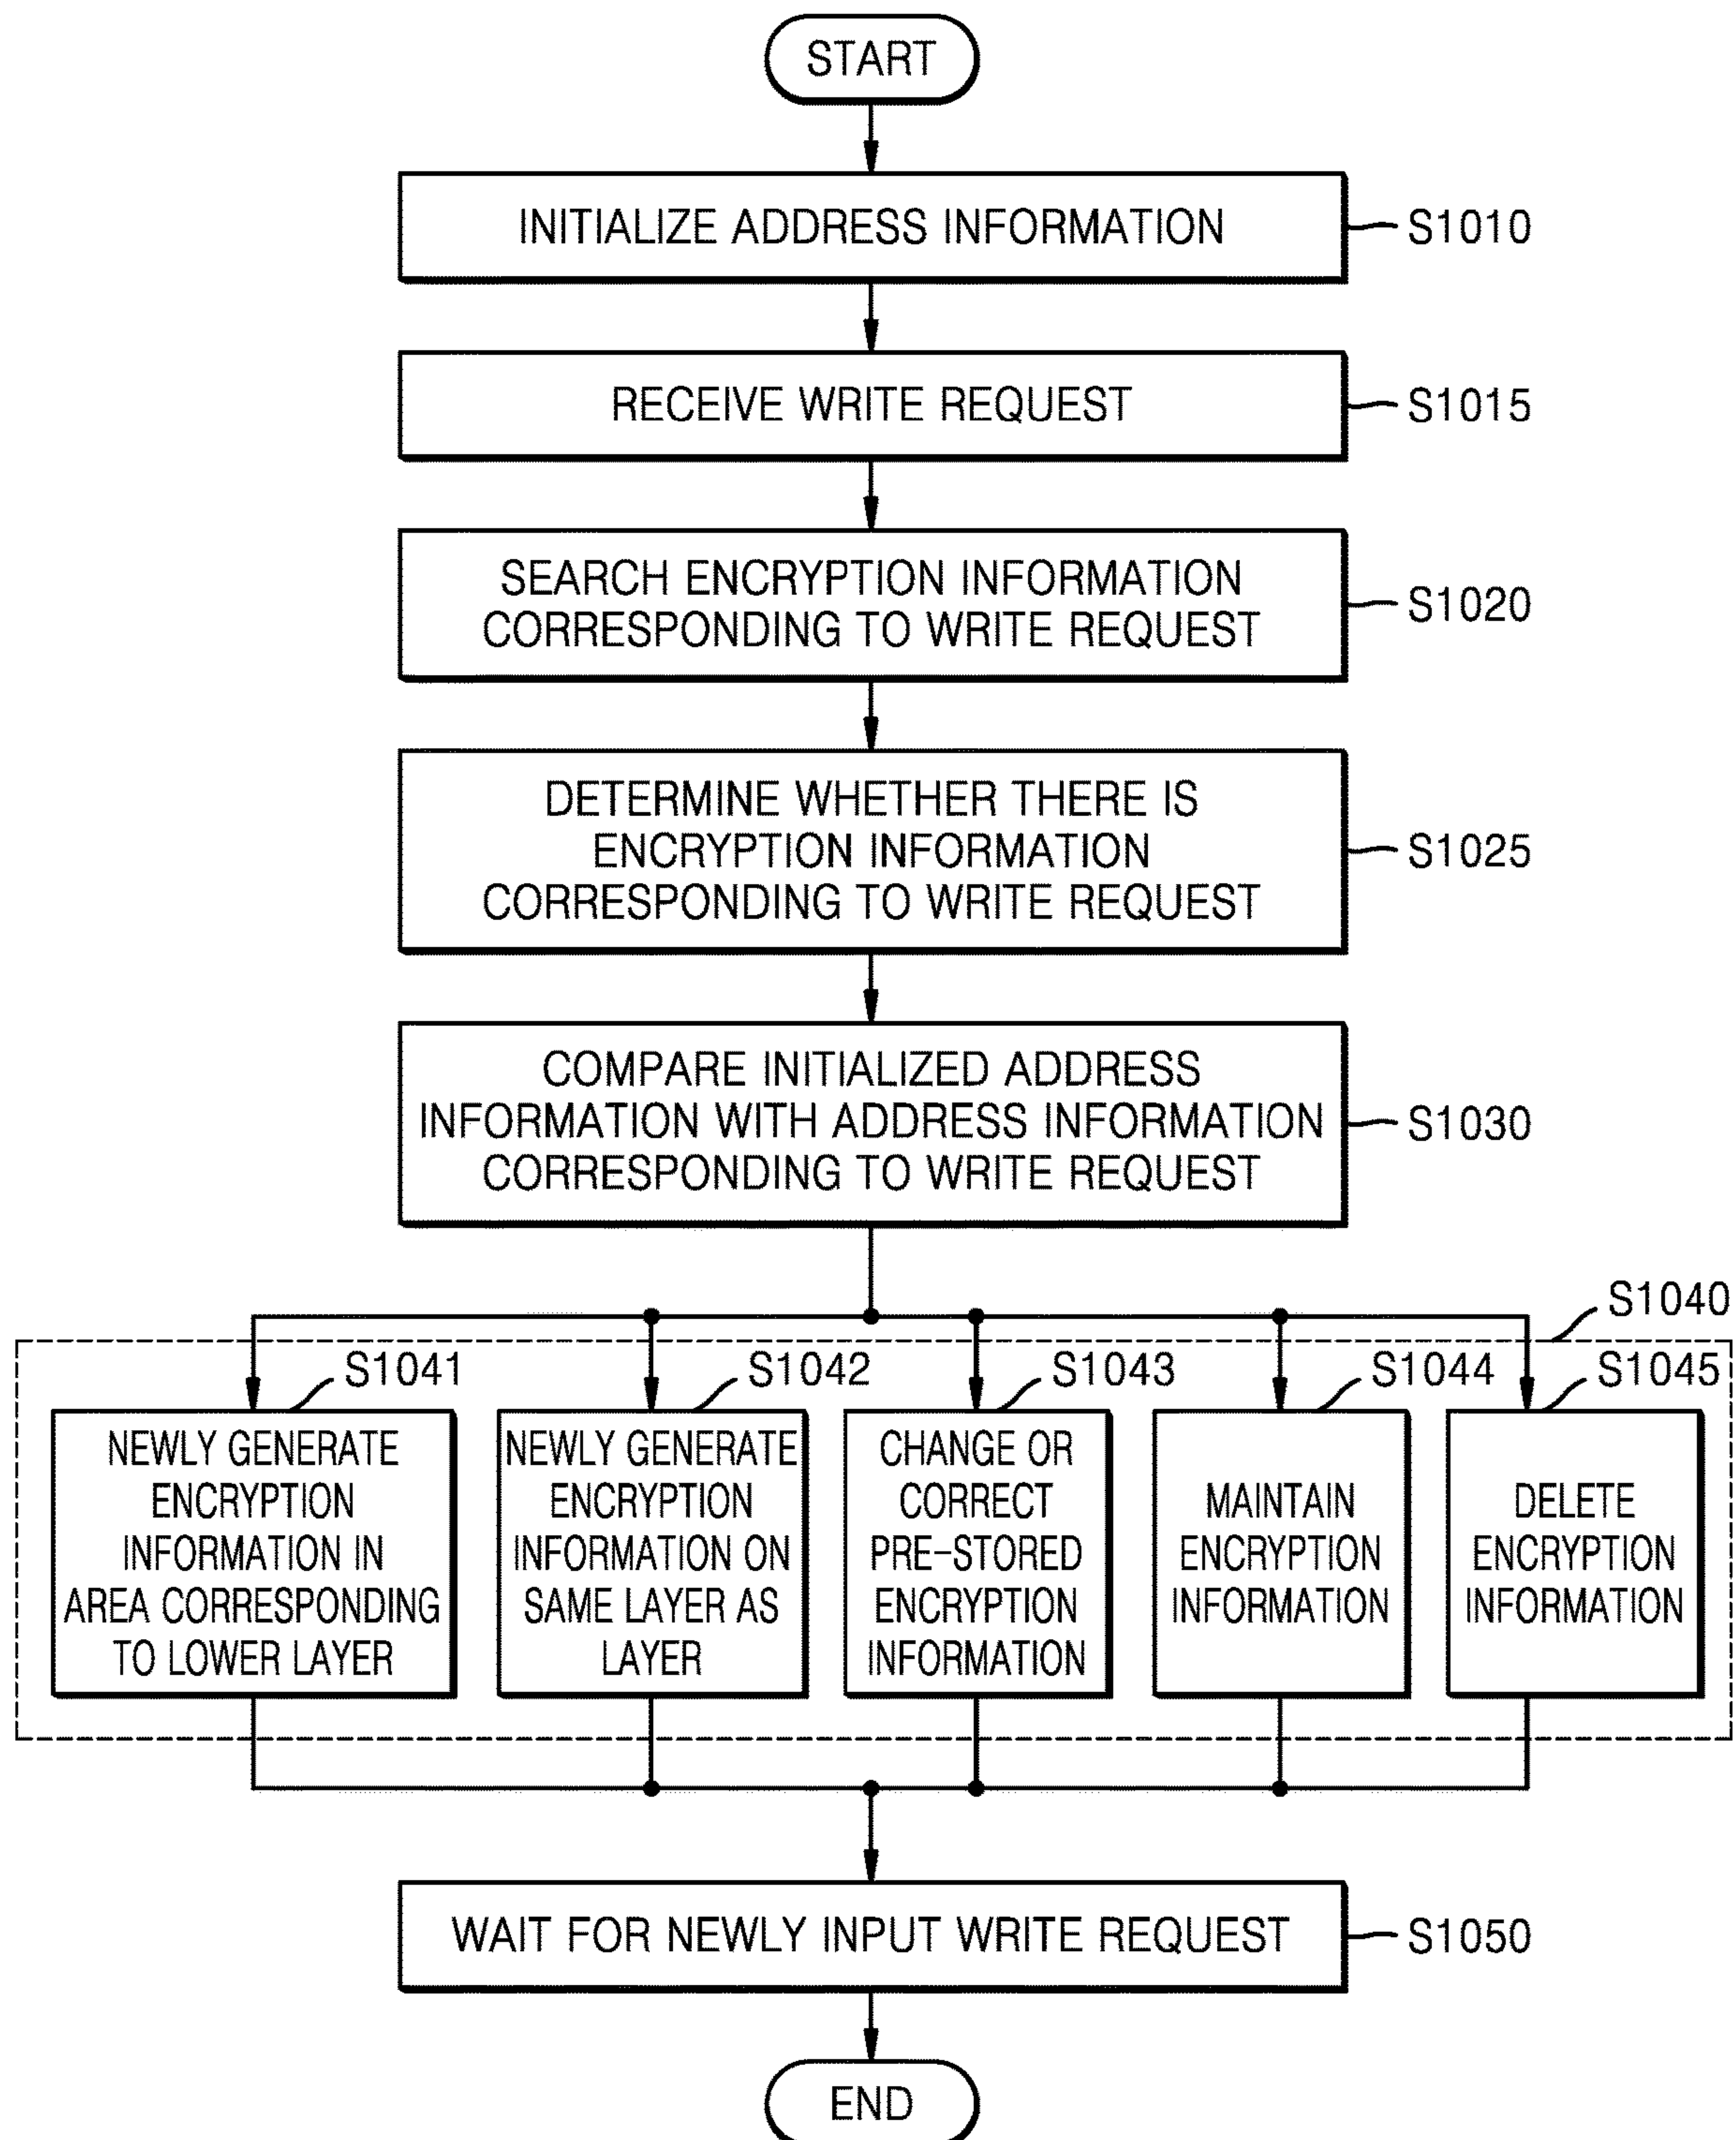 START
INITIALIZE ADDRESS INFORMATION
S1010
RECEIVE WRITE REQUEST
S1015
SEARCH ENCRYPTION INFORMATION
CORRESPONDING TO WRITE REQUEST
S1020
DETERMINE WHETHER THERE IS
ENCRYPTION INFORMATION
CORRESPONDING TO WRITE REQUEST
S1025
COMPARE INITIALIZED ADDRESS
INFORMATION WITH ADDRESS INFORMATION
CORRESPONDING TO WRITE REQUEST
S1030
S1040
S1041
NEWLY GENERATE
ENCRYPTION
INFORMATION IN
AREA CORRESPONDING
TO LOWER LAYER
S1042
NEWLY GENERATE
ENCRYPTION
INFORMATION ON
SAME LAYER AS
LAYER
S1043
CHANGE OR
CORRECT
PRE-STORED
ENCRYPTION
INFORMATION
S1044
MAINTAIN
ENCRYPTION
INFORMATION
S1045
DELETE
ENCRYPTION
INFORMATION
WAIT FOR NEWLY INPUT WRITE REQUEST
S1050
END